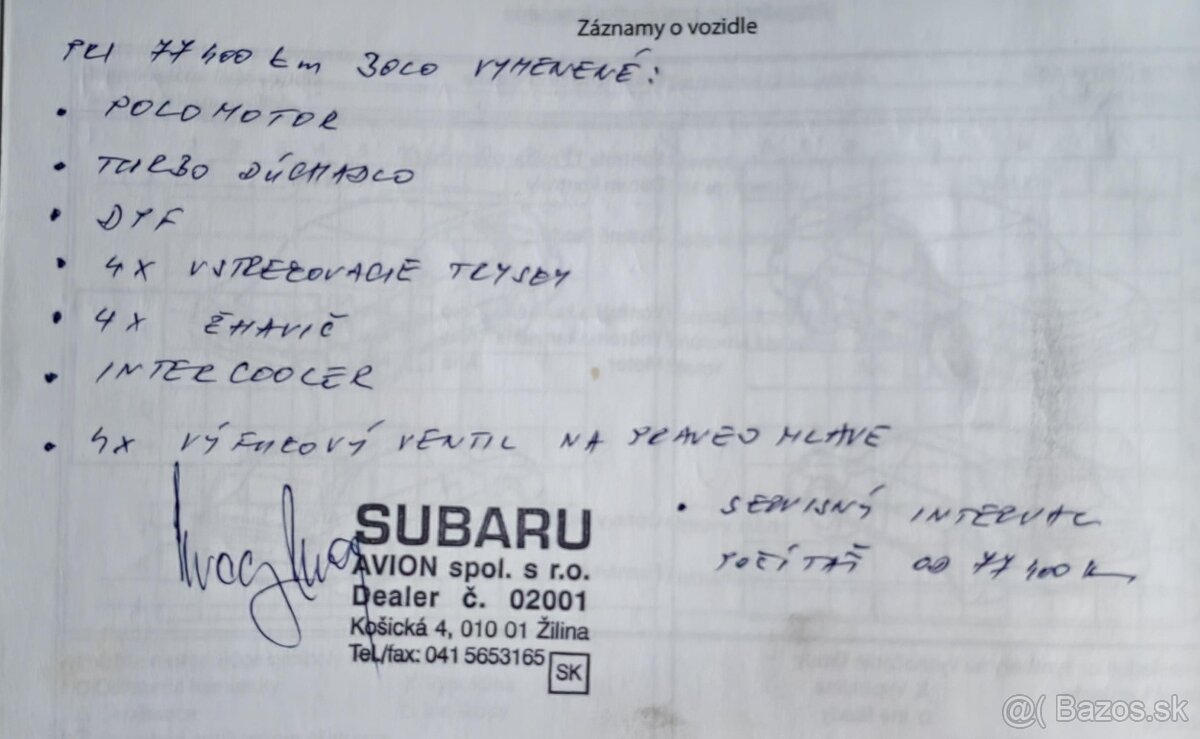 Záznamy o vozidle
PRI 77 400 km BOLO VYMENENÉ:
• POLOMOTOR
• TURBO DÚCHADLO
• DPF
• 4X VSTREKOVACIE TRYSKY
• 4X ŽHAVIČ
• INTERCOOLER
• 4X VÝFUKOVÝ VENTIL NA PRAVEJ HLAVE
• SERVISNÝ INTERVAL
POČÍTAŠ OD 77 400 km
SUBARU
AVION spol. s r.o.
Dealer č. 02001
Košická 4, 010 01 Žilina
Tel./fax: 041 5653165
SK
@( Bazos.sk